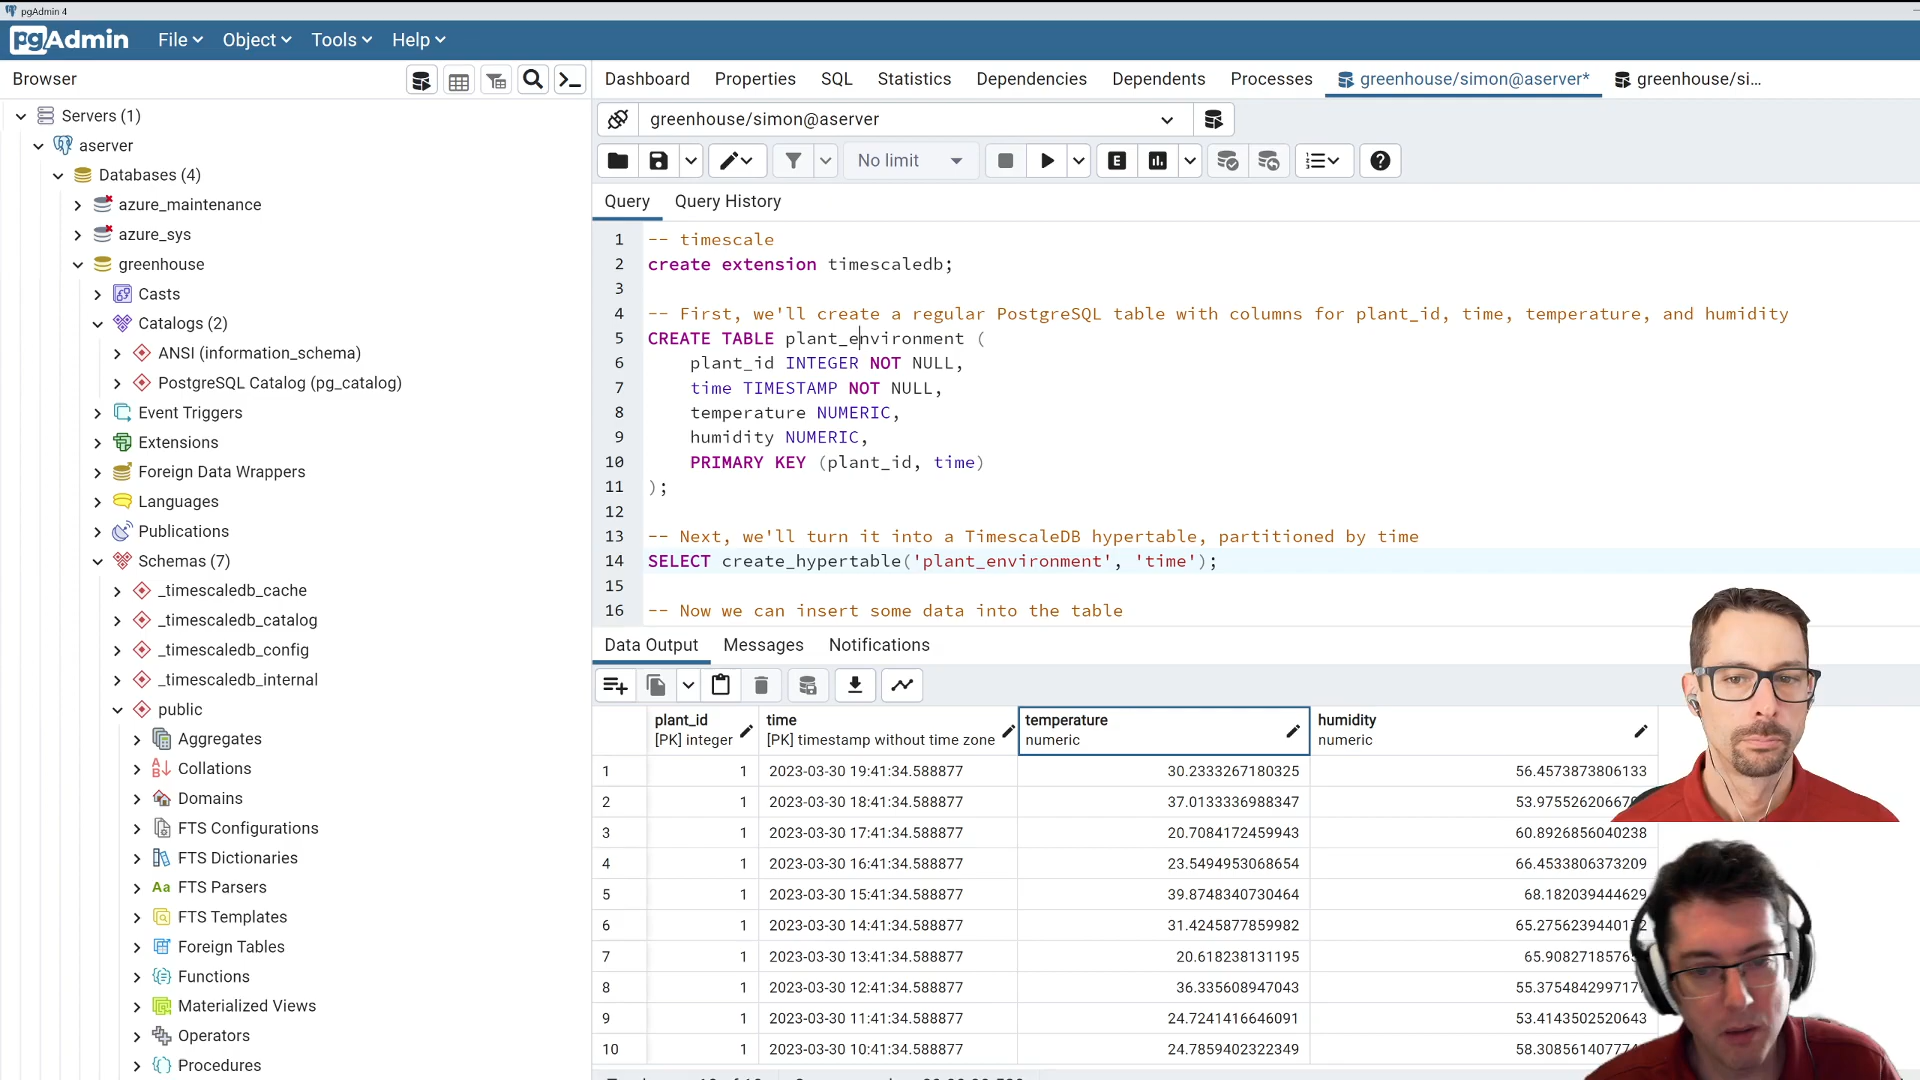 pgAdmin 4
pgAdmin File Object Tools Help
Browser
Servers (1)
aserver
Databases (4)
azure_maintenance
azure_sys
greenhouse
Casts
Catalogs (2)
ANSI (information_schema)
PostgreSQL Catalog (pg_catalog)
Event Triggers
Extensions
Foreign Data Wrappers
Languages
Publications
Schemas (7)
_timescaledb_cache
_timescaledb_catalog
_timescaledb_config
_timescaledb_internal
public
Aggregates
Collations
Domains
FTS Configurations
FTS Dictionaries
Aa FTS Parsers
FTS Templates
Foreign Tables
Functions
Materialized Views
Operators
Procedures
Dashboard Properties SQL Statistics Dependencies Dependents Processes greenhouse/simon@aserver* greenhouse/si...
greenhouse/simon@aserver
No limit E
Query Query History
1 -- timescale
2 create extension timescaledb;
3
4 -- First, we'll create a regular PostgreSQL table with columns for plant_id, time, temperature, and humidity
5 CREATE TABLE plant_environment (
6 plant_id INTEGER NOT NULL,
7 time TIMESTAMP NOT NULL,
8 temperature NUMERIC,
9 humidity NUMERIC,
10 PRIMARY KEY (plant_id, time)
11 );
12
13 -- Next, we'll turn it into a TimescaleDB hypertable, partitioned by time
14 SELECT create_hypertable('plant_environment', 'time');
15
16 -- Now we can insert some data into the table
Data Output Messages Notifications
plant_id time temperature humidity
[PK] integer [PK] timestamp without time zone numeric numeric
1 1 2023-03-30 19:41:34.588877 30.2333267180325 56.4573873806133
2 1 2023-03-30 18:41:34.588877 37.0133336988347
3 1 2023-03-30 17:41:34.588877 20.7084172459943 60.8926856040238
4 1 2023-03-30 16:41:34.588877 23.5494953068654 66.4533806373209
5 1 2023-03-30 15:41:34.588877 39.8748340730464 68.182039444629
6 1 2023-03-30 14:41:34.588877 31.4245877859982
7 1 2023-03-30 13:41:34.588877 20.618238131195
8 1 2023-03-30 12:41:34.588877 36.335608947043
9 1 2023-03-30 11:41:34.588877 24.7241416646091 53.4143502520643
10 1 2023-03-30 10:41:34.588877 24.7859402322349